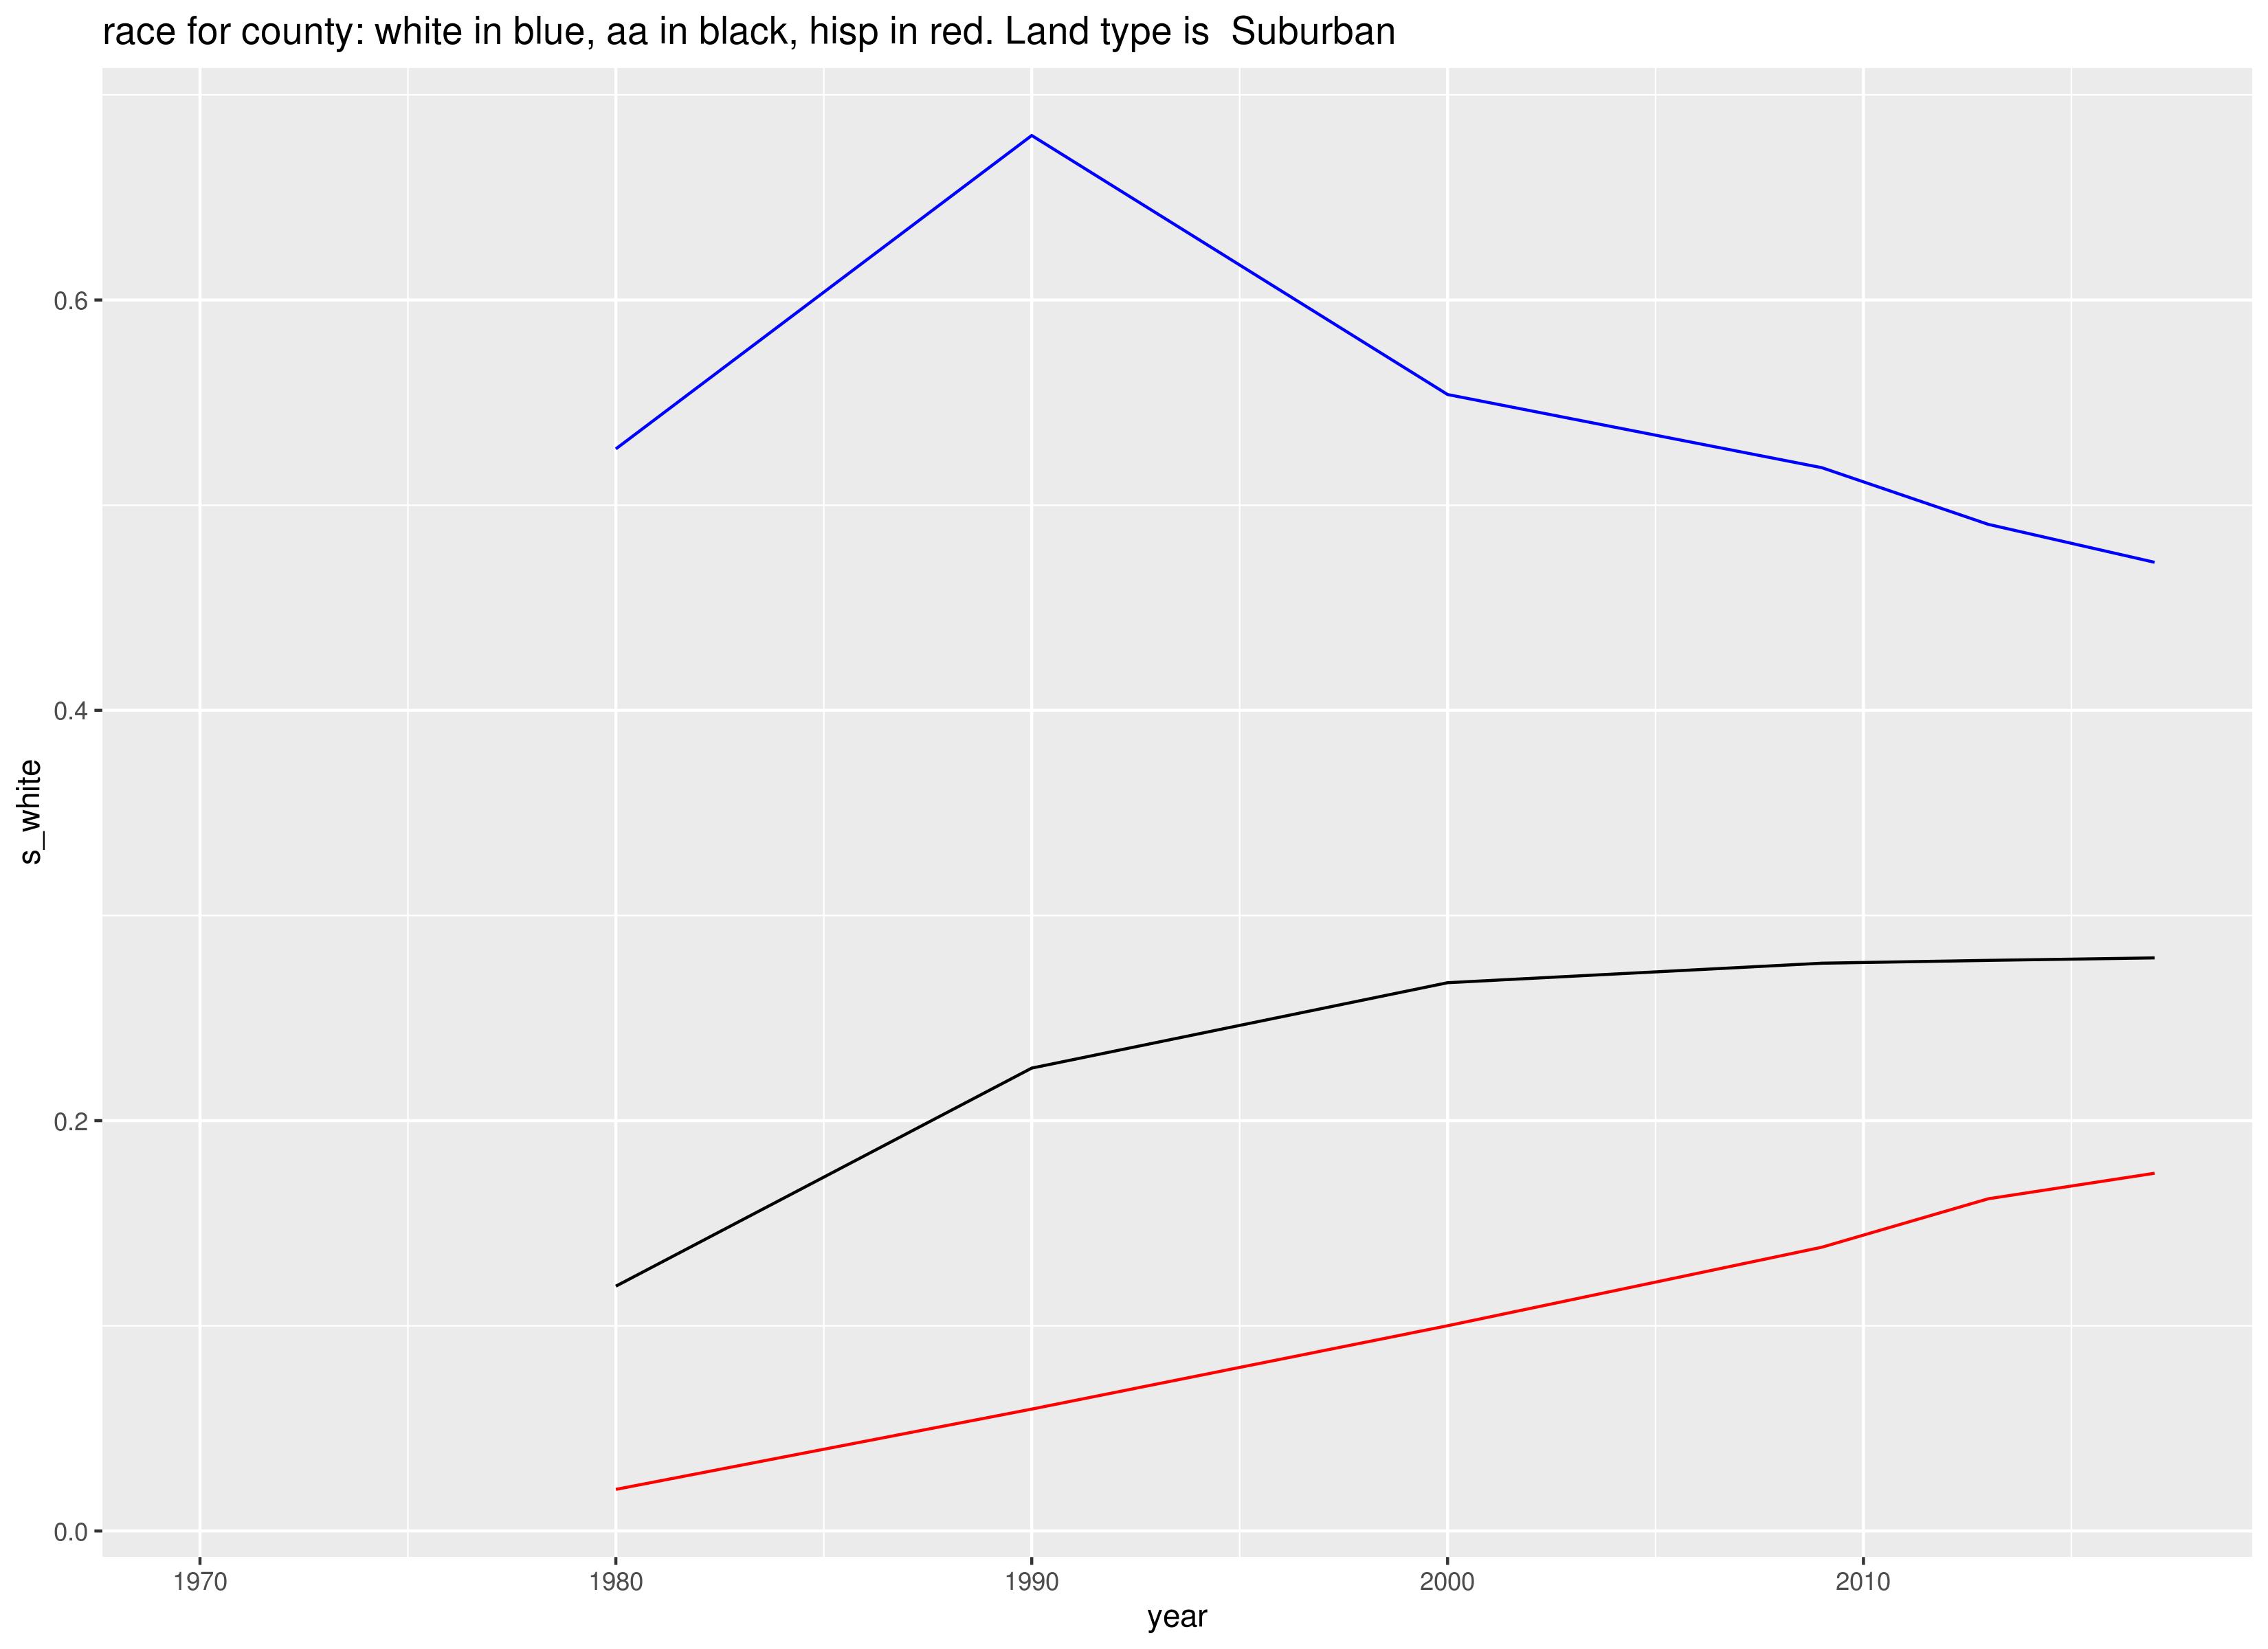 race for county: white in blue, aa in black, hisp in red. Land type is  Suburban
0.6
0.4
0.2
0.0
s_white
1970 1980 1990 2000 2010
year